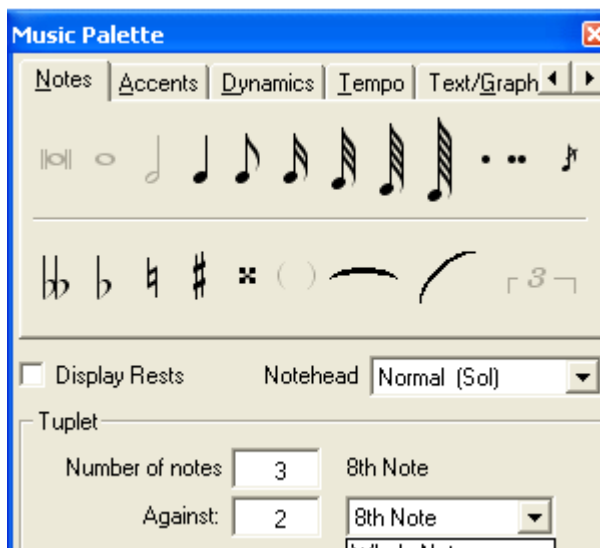 Music Palette
Notes Accents Dynamics Tempo Text/Graph
3
Display Rests Notehead Normal (Sol)
Tuplet
Number of notes 3 8th Note
Against: 2 8th Note